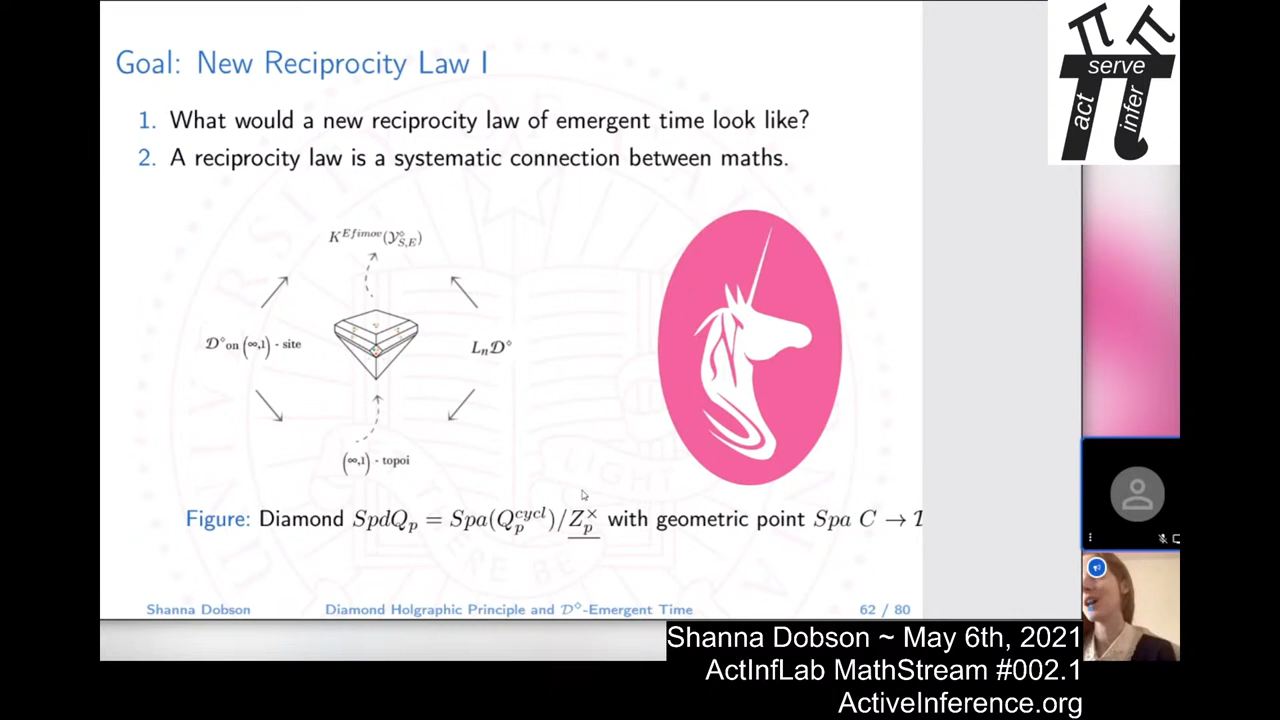 Goal: New Reciprocity Law I
1. What would a new reciprocity law of emergent time look like?
2. A reciprocity law is a systematic connection between maths.
K^{Efimov}(𝒴^◇_{S,E})
𝒟^◇ on (∞,1) - site
L_n𝒟^◇
(∞,1) - topoi
Figure: Diamond SpdQ_p = Spa(Q_p^{cycl})/Z_p^× with geometric point Spa C →
Shanna Dobson
Diamond Holgraphic Principle and 𝒟^◇-Emergent Time
62 / 80
serve
act
infer
Shanna Dobson ~ May 6th, 2021
ActInfLab MathStream #002.1
ActiveInference.org